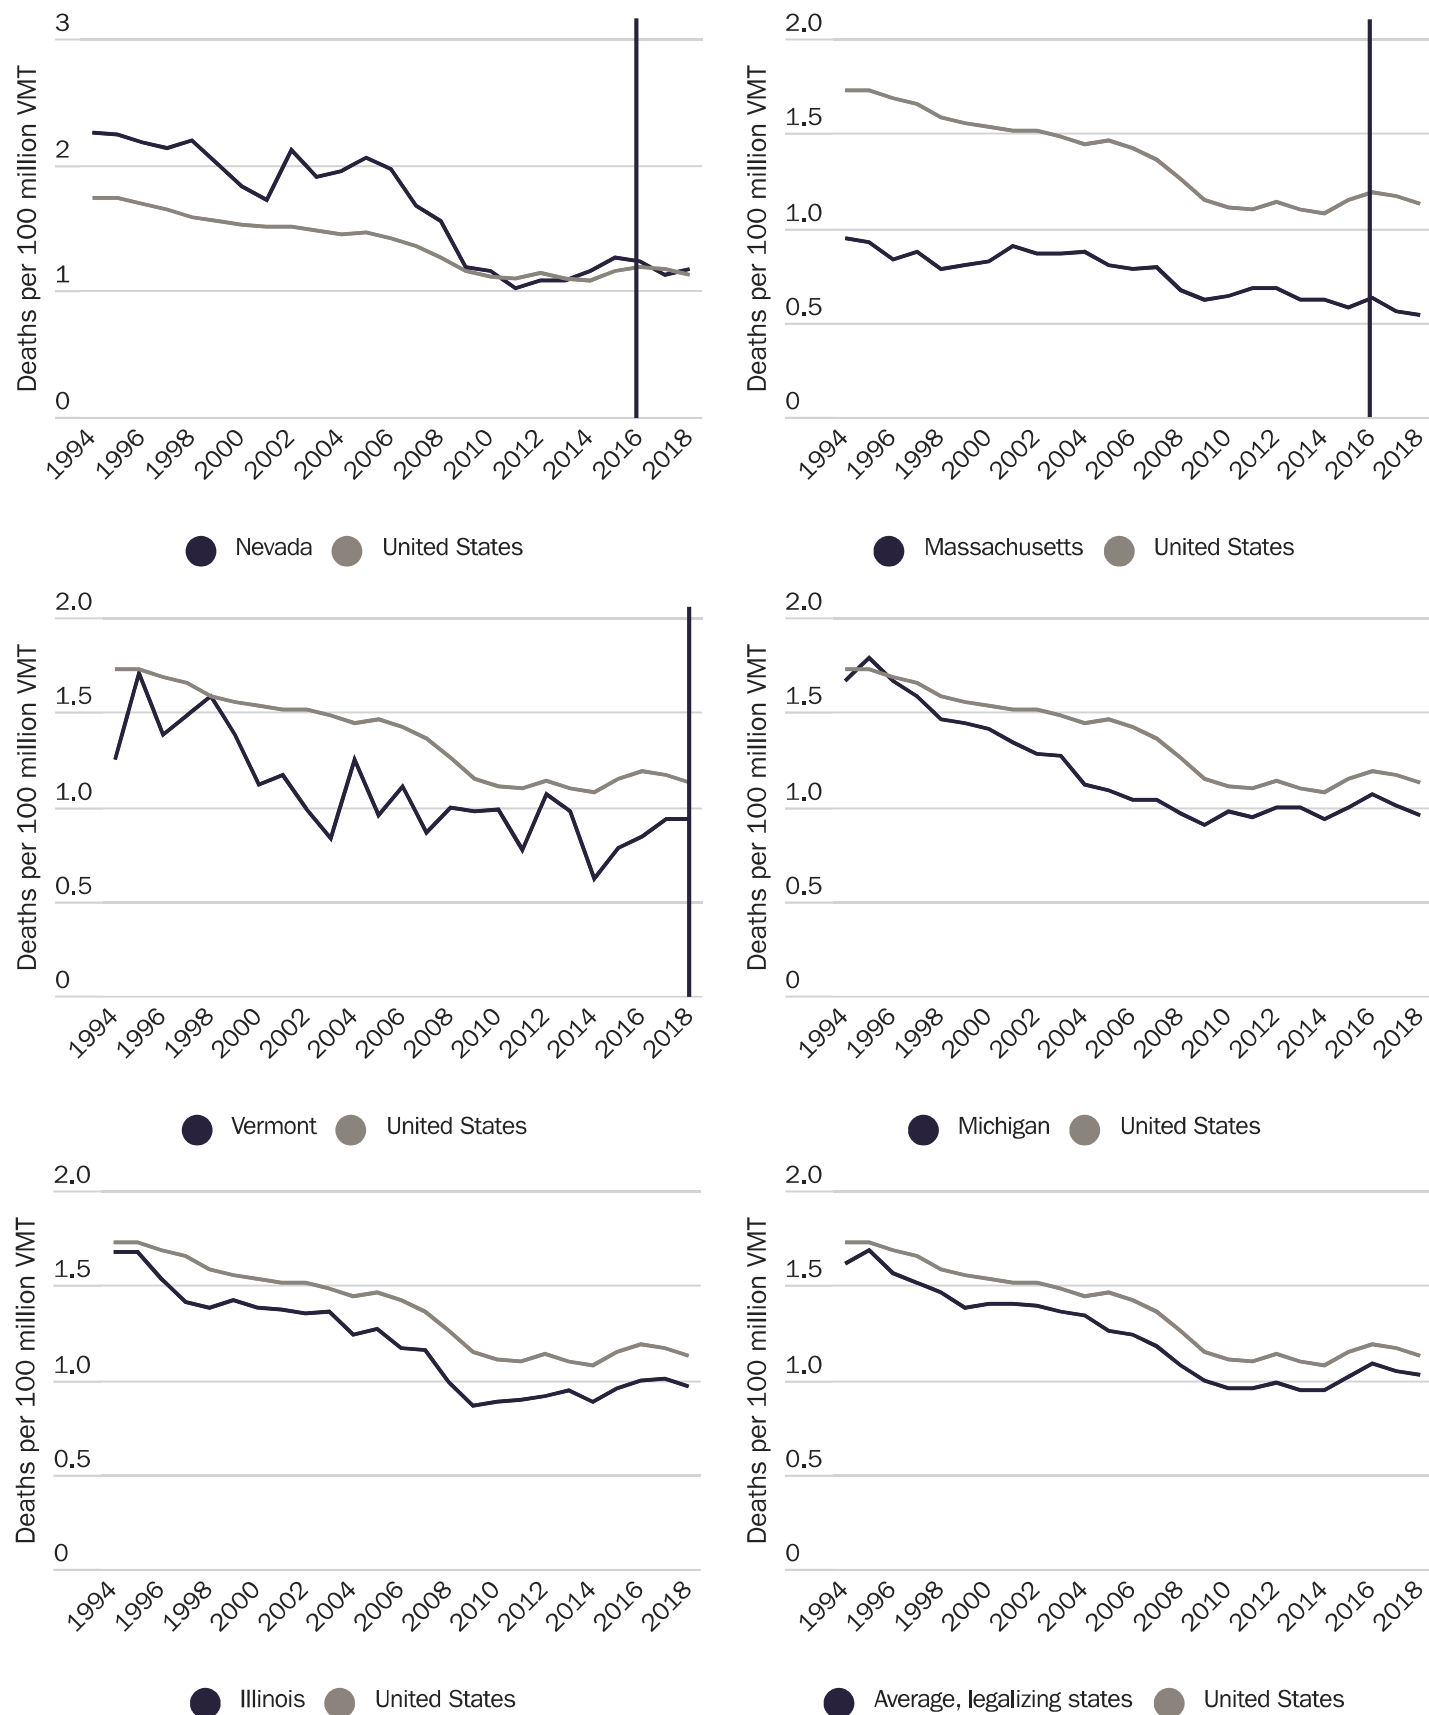 3
2
1
0
Deaths per 100 million VMT
1994 1996 1998 2000 2002 2004 2006 2008 2010 2012 2014 2016 2018
Nevada United States
2.0
1.5
1.0
0.5
0
Deaths per 100 million VMT
1994 1996 1998 2000 2002 2004 2006 2008 2010 2012 2014 2016 2018
Massachusetts United States
2.0
1.5
1.0
0.5
0
Deaths per 100 million VMT
1994 1996 1998 2000 2002 2004 2006 2008 2010 2012 2014 2016 2018
Vermont United States
2.0
1.5
1.0
0.5
0
Deaths per 100 million VMT
1994 1996 1998 2000 2002 2004 2006 2008 2010 2012 2014 2016 2018
Michigan United States
2.0
1.5
1.0
0.5
0
Deaths per 100 million VMT
1994 1996 1998 2000 2002 2004 2006 2008 2010 2012 2014 2016 2018
Illinois United States
2.0
1.5
1.0
0.5
0
Deaths per 100 million VMT
1994 1996 1998 2000 2002 2004 2006 2008 2010 2012 2014 2016 2018
Average, legalizing states United States